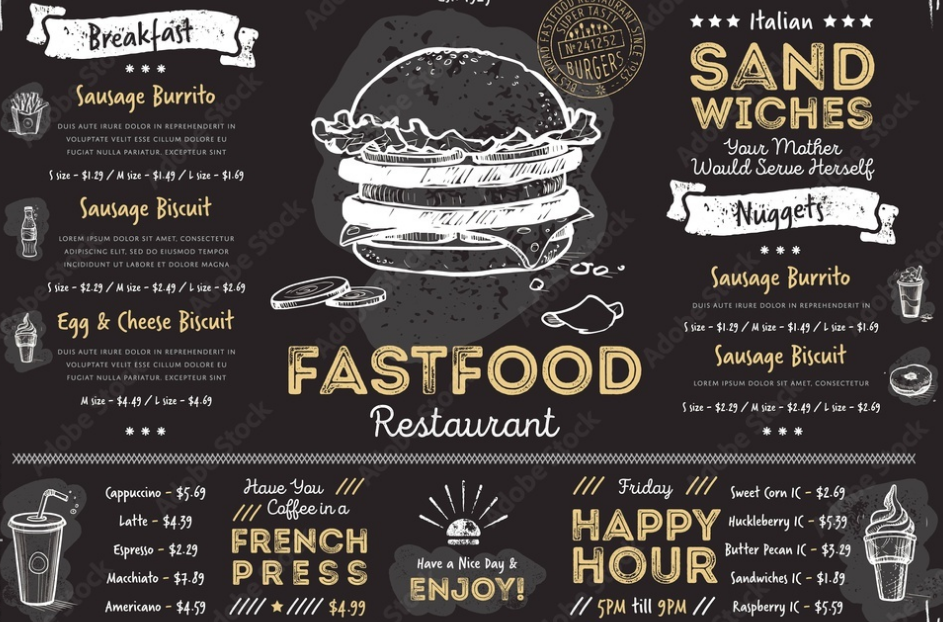 Breakfast
Sausage Burrito
DUIS AUTE IRURE DOLOR IN REPREHENDERIT IN
VOLUPTATE VELIT ESSE CILLUM DOLORE EU
FUGIAT NULLA PARIATUR. EXCEPTEUR SINT
S size - $1.29 / M size - $1.49 / L size - $1.69
Sausage Biscuit
LOREM IPSUM DOLOR SIT AMET, CONSECTETUR
ADIPISCING ELIT, SED DO EIUSMOD TEMPOR
INCIDIDUNT UT LABORE ET DOLORE MAGNA
S size - $2.29 / M size - $2.49 / L size - $2.69
Egg & Cheese Biscuit
DUIS AUTE IRURE DOLOR IN REPREHENDERIT IN
VOLUPTATE VELIT ESSE CILLUM DOLORE EU
FUGIAT NULLA PARIATUR. EXCEPTEUR SINT
M size - $4.49 / L size - $4.69
BEST ROAD FASTFOOD RESTAURANT SINCE 1925
SUPER TASTY
№241252
BURGERS
FASTFOOD
Restaurant
Italian
SAND
WICHES
Your Mother
Would Serve Herself
Nuggets
Sausage Burrito
DUIS AUTE IRURE DOLOR IN REPREHENDERIT IN
S size - $1.29 / M size - $1.49 / L size - $1.69
Sausage Biscuit
LOREM IPSUM DOLOR SIT AMET, CONSECTETUR
S size - $2.29 / M size - $2.49 / L size - $2.69
Cappuccino - $5.69
Latte - $4.39
Espresso - $2.29
Macchiato - $7.89
Americano - $4.59
Have You
Coffee in a
FRENCH
PRESS
$4.99
Have a Nice Day &
ENJOY!
Friday
HAPPY
HOUR
5PM till 9PM
Sweet Corn IC - $2.69
Huckleberry IC - $5.39
Butter Pecan IC - $3.29
Sandwiches IC - $1.89
Raspberry IC - $5.59
Adobe Stock